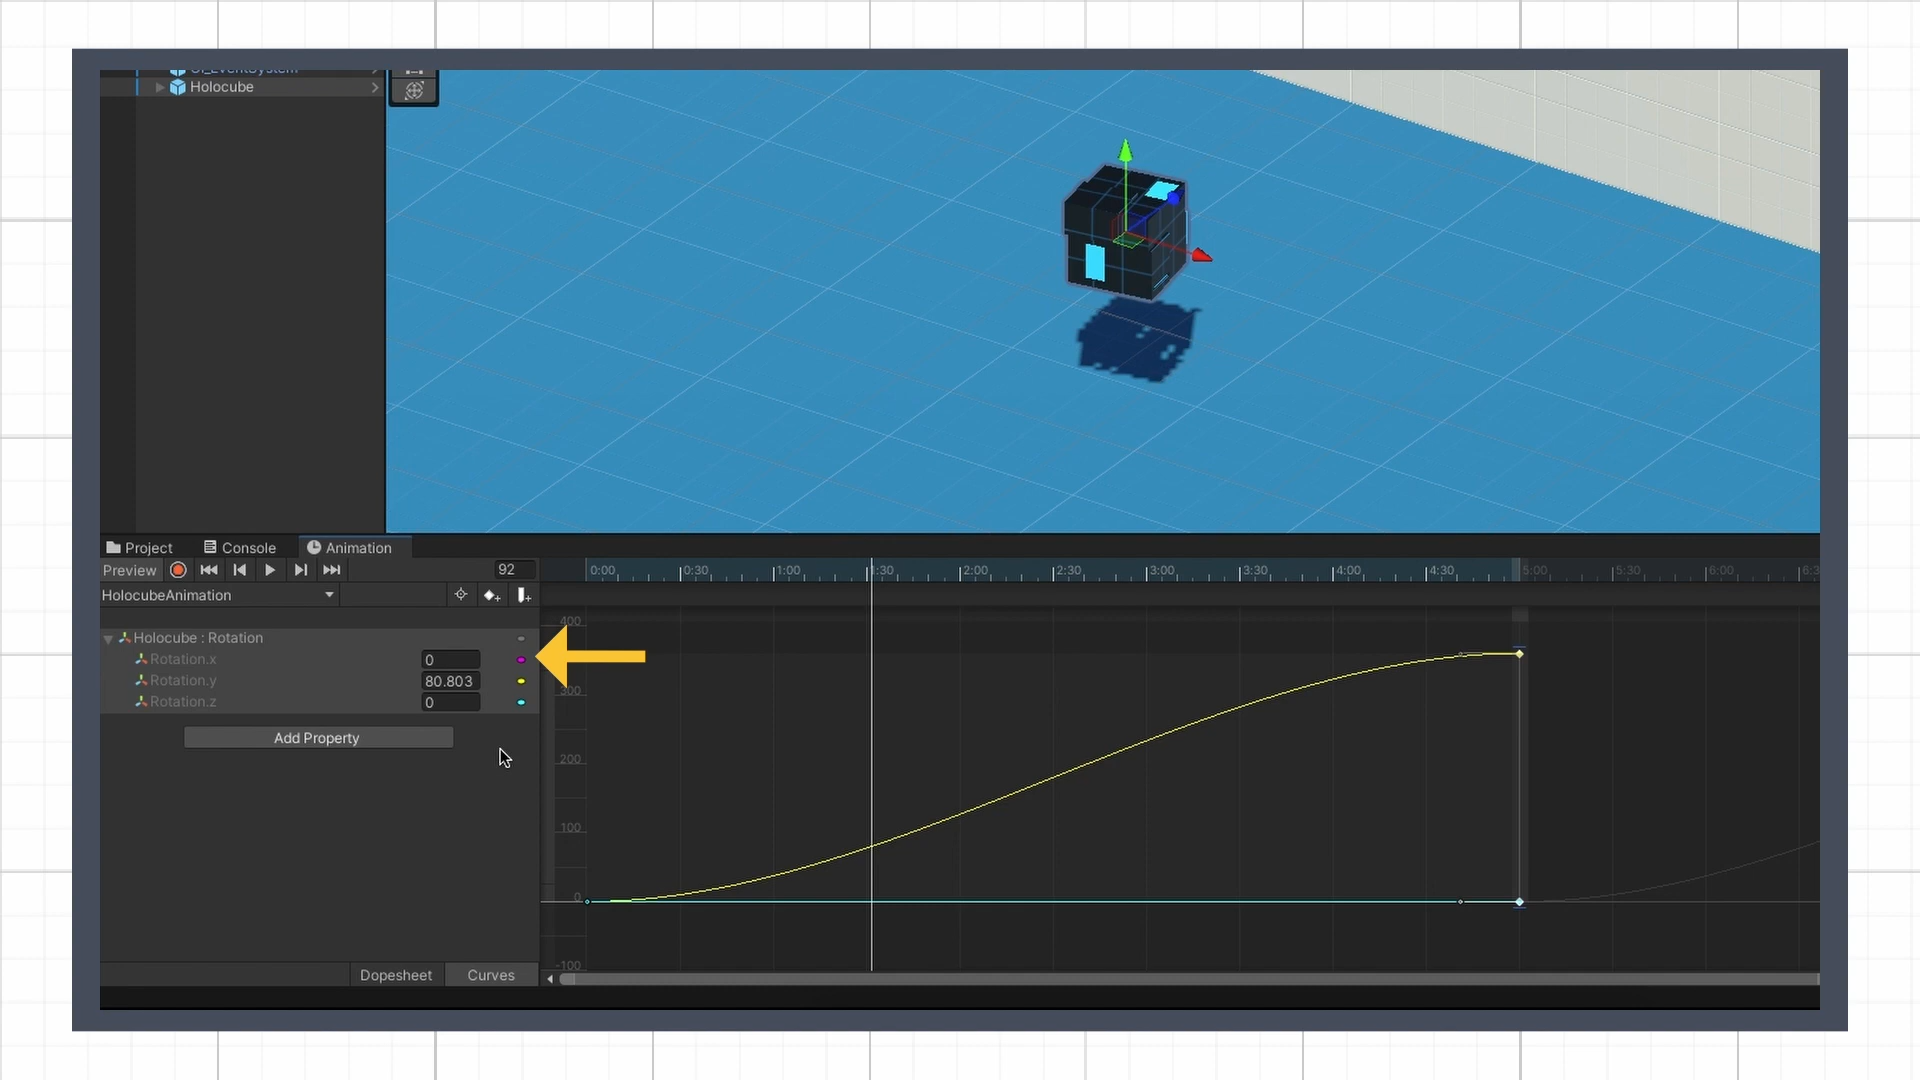 UI_EventSystem
Holocube
Project
Console
Animation
Preview
92
0:00
0:30
1:00
1:30
2:00
2:30
3:00
3:30
4:00
4:30
5:00
5:30
6:00
HolocubeAnimation
Holocube : Rotation
Rotation.x
0
Rotation.y
80.803
Rotation.z
0
Add Property
400
300
200
100
0
-100
Dopesheet
Curves